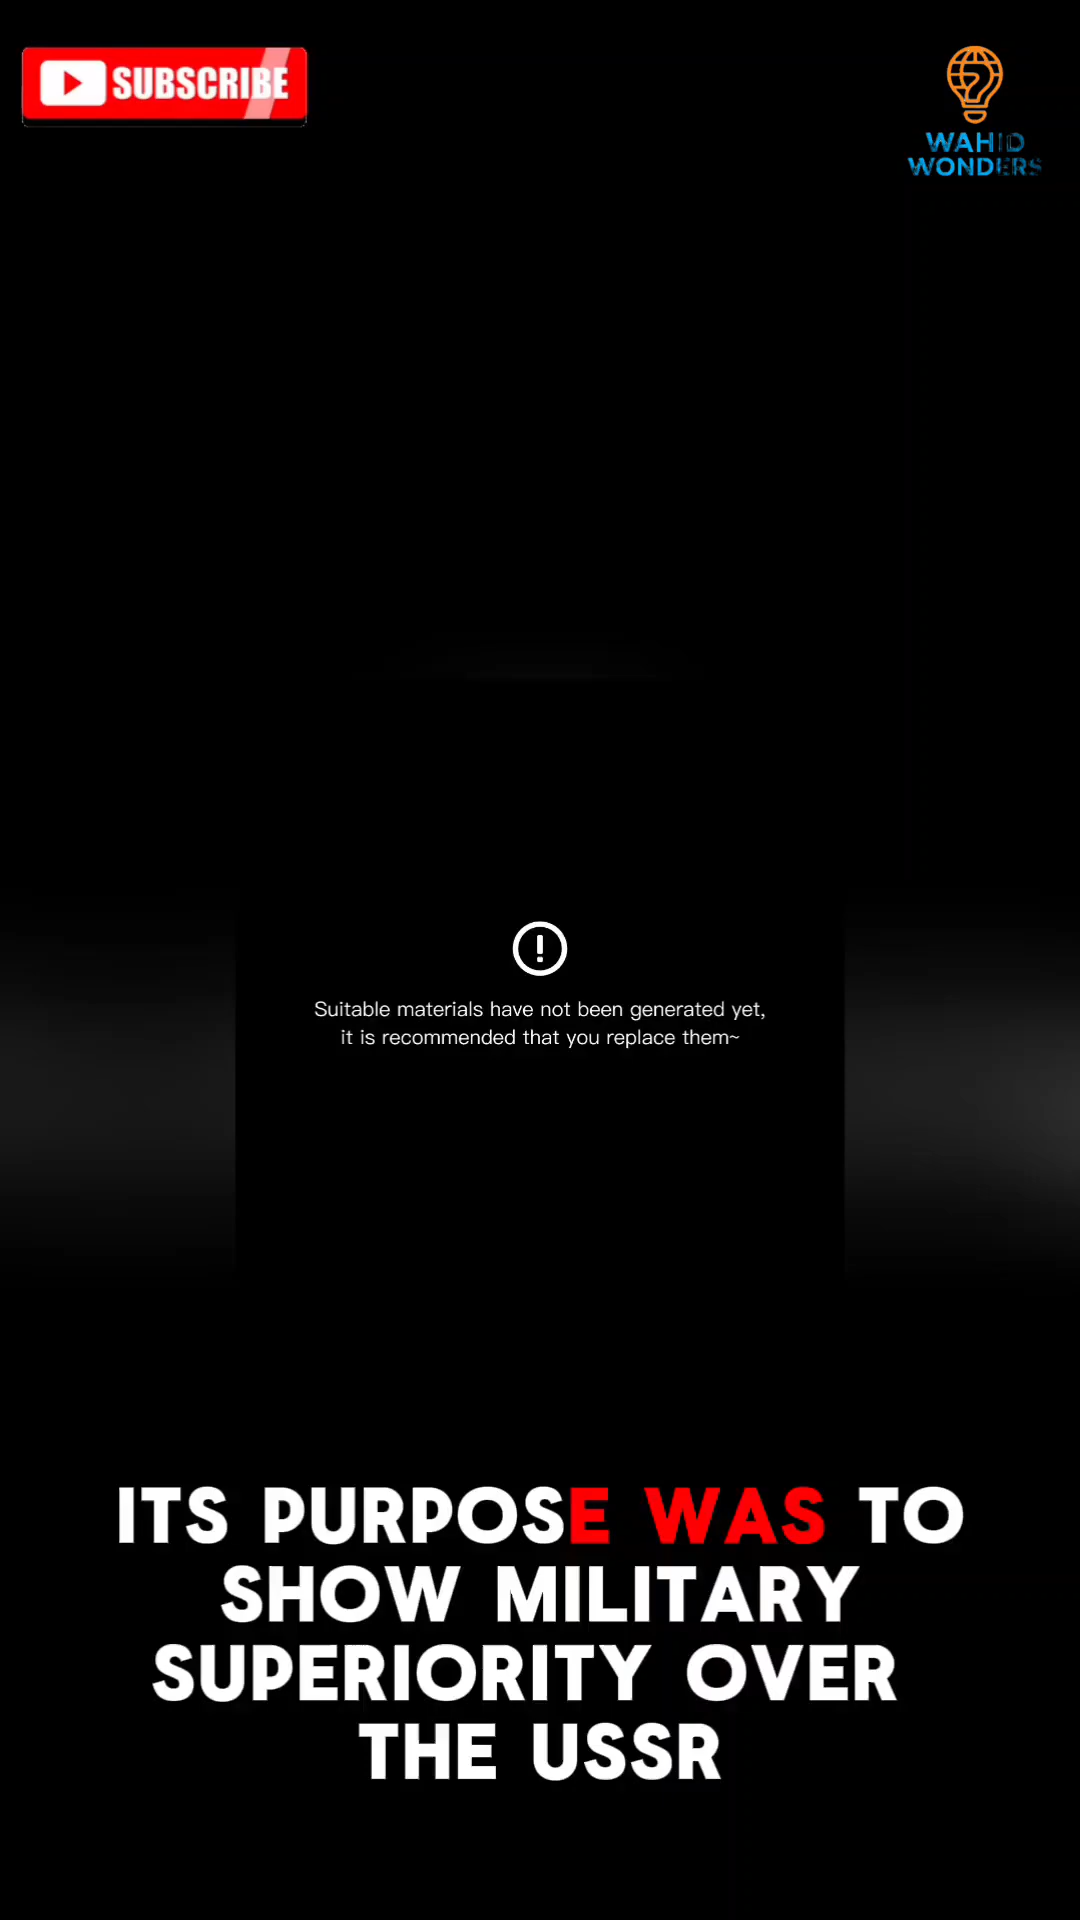 SUBSCRIBE
WAHID
WONDERS
Suitable materials have not been generated yet,
it is recommended that you replace them~
ITS PURPOSE WAS TO
SHOW MILITARY
SUPERIORITY OVER
THE USSR